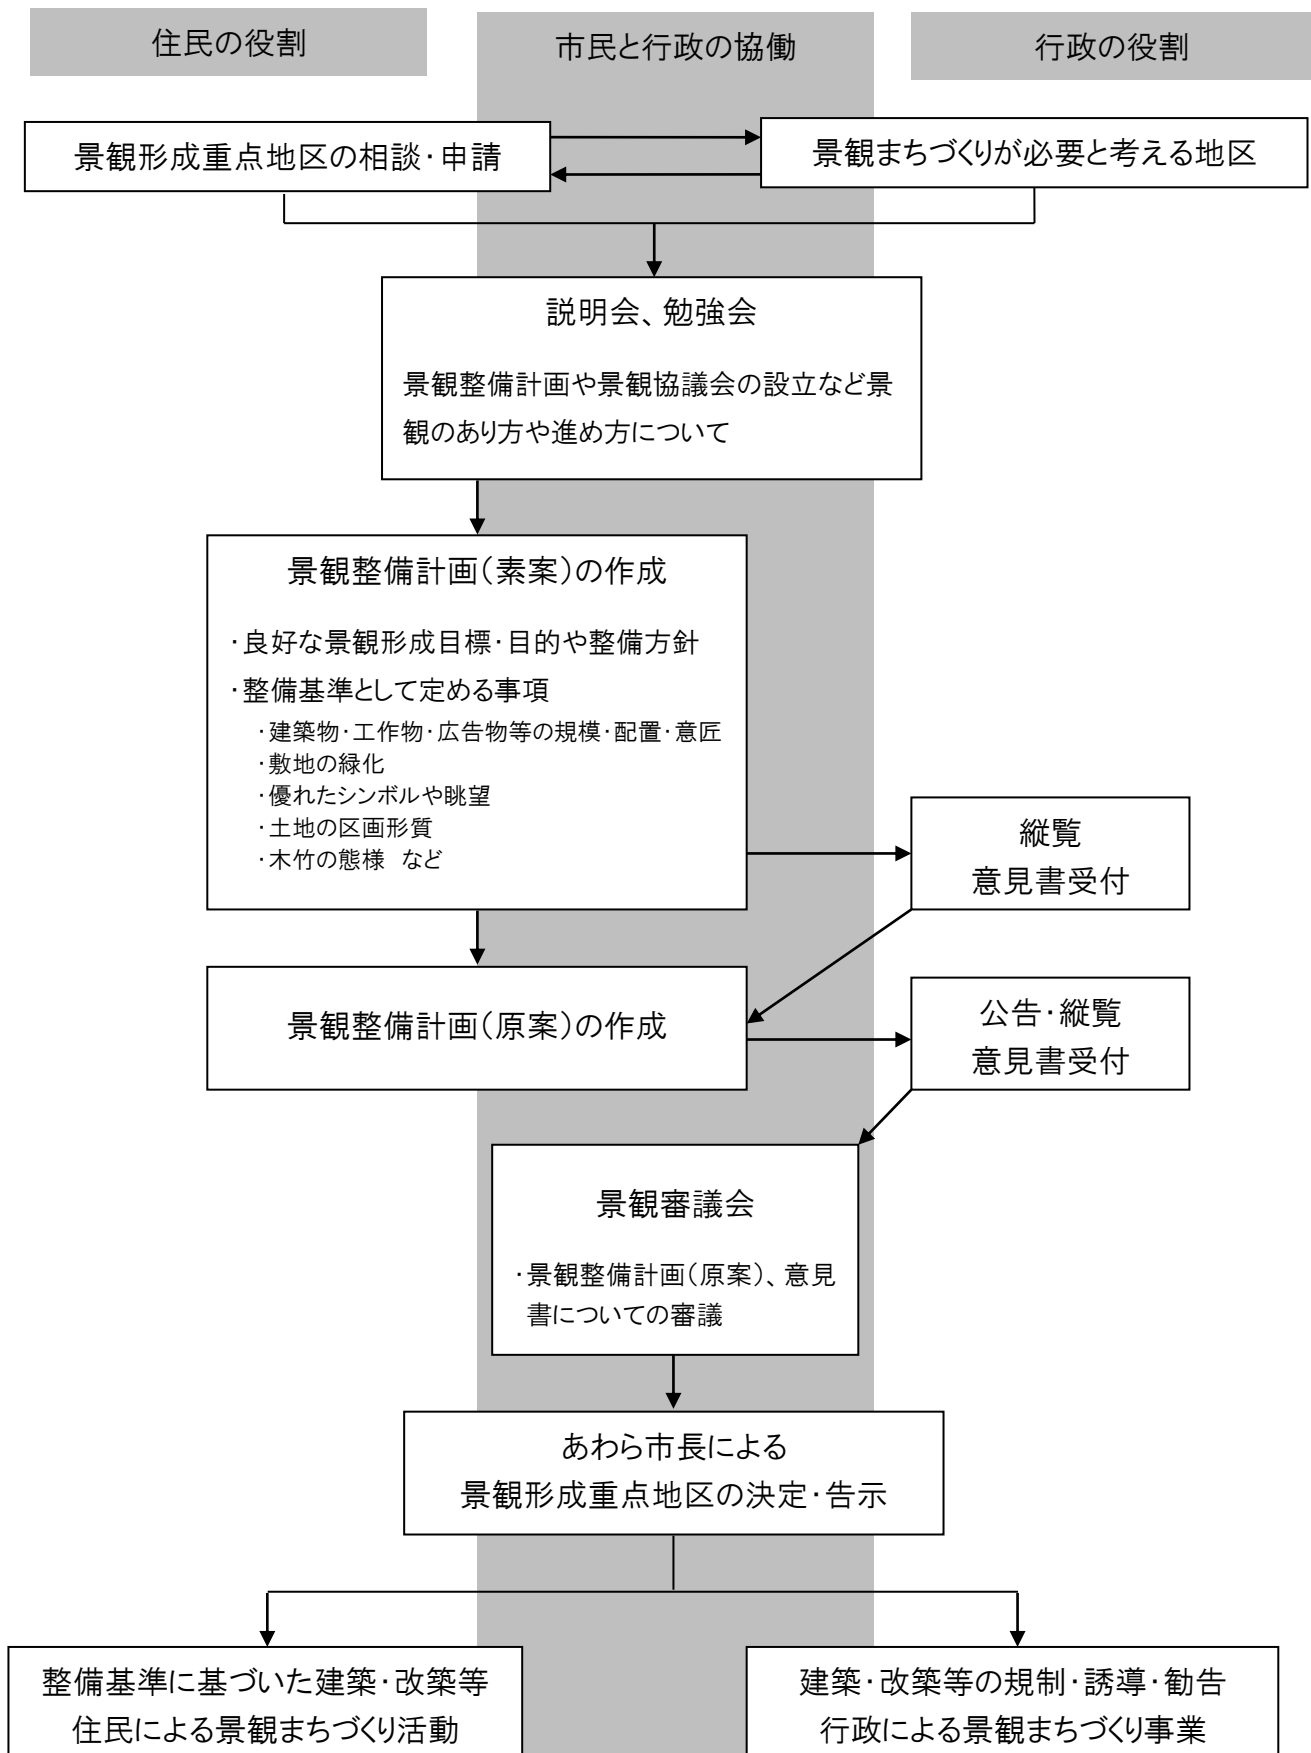 住民の役割
市民と行政の協働
行政の役割
景観形成重点地区の相談・申請
景観まちづくりが必要と考える地区
説明会、勉強会
景観整備計画や景観協議会の設立など景
観のあり方や進め方について
景観整備計画（素案）の作成
・良好な景観形成目標・目的や整備方針
・整備基準として定める事項
・建築物・工作物・広告物等の規模・配置・意匠
・敷地の緑化
・優れたシンボルや眺望
・土地の区画形質
・木竹の態様　など
縦覧
意見書受付
景観整備計画（原案）の作成
公告・縦覧
意見書受付
景観審議会
・景観整備計画（原案）、意見
書についての審議
あわら市長による
景観形成重点地区の決定・告示
整備基準に基づいた建築・改築等
住民による景観まちづくり活動
建築・改築等の規制・誘導・勧告
行政による景観まちづくり事業